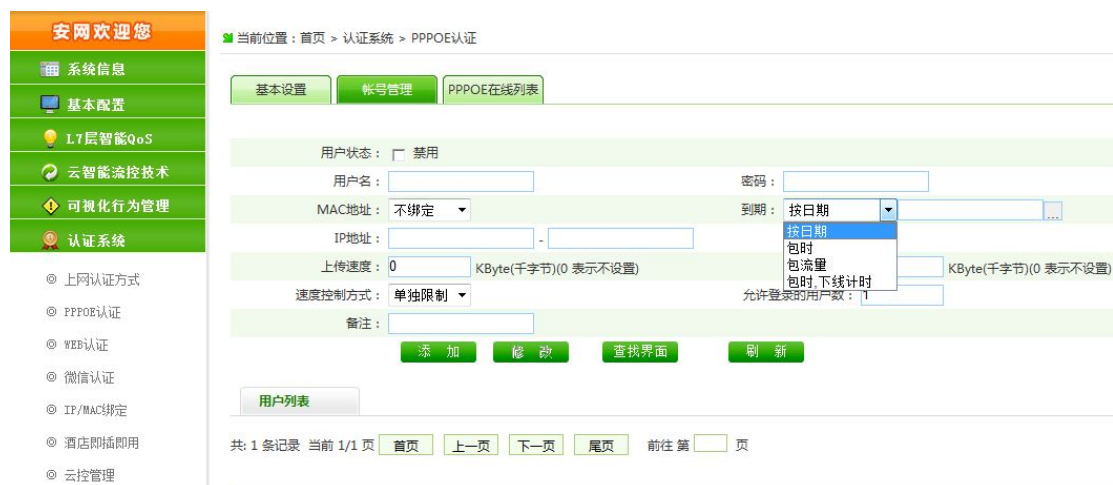 安网欢迎您
当前位置：首页 > 认证系统 > PPPOE认证
系统信息
基本配置
L7层智能QoS
云智能流控技术
可视化行为管理
认证系统
上网认证方式
PPPOE认证
WEB认证
微信认证
IP/MAC绑定
酒店即插即用
云控管理
基本设置 帐号管理 PPPOE在线列表
用户状态： 禁用
用户名： 密码：
MAC地址： 不绑定 到期： 按日期 ...
按日期
包时
包流量
包时,下线计时
IP地址： -
上传速度： 0 KByte(千字节)(0 表示不设置) KByte(千字节)(0 表示不设置)
速度控制方式： 单独限制 允许登录的用户数： 1
备注：
添 加 修 改 查找界面 刷 新
用户列表
共: 1 条记录 当前 1/1 页 首页 上一页 下一页 尾页 前往 第 页